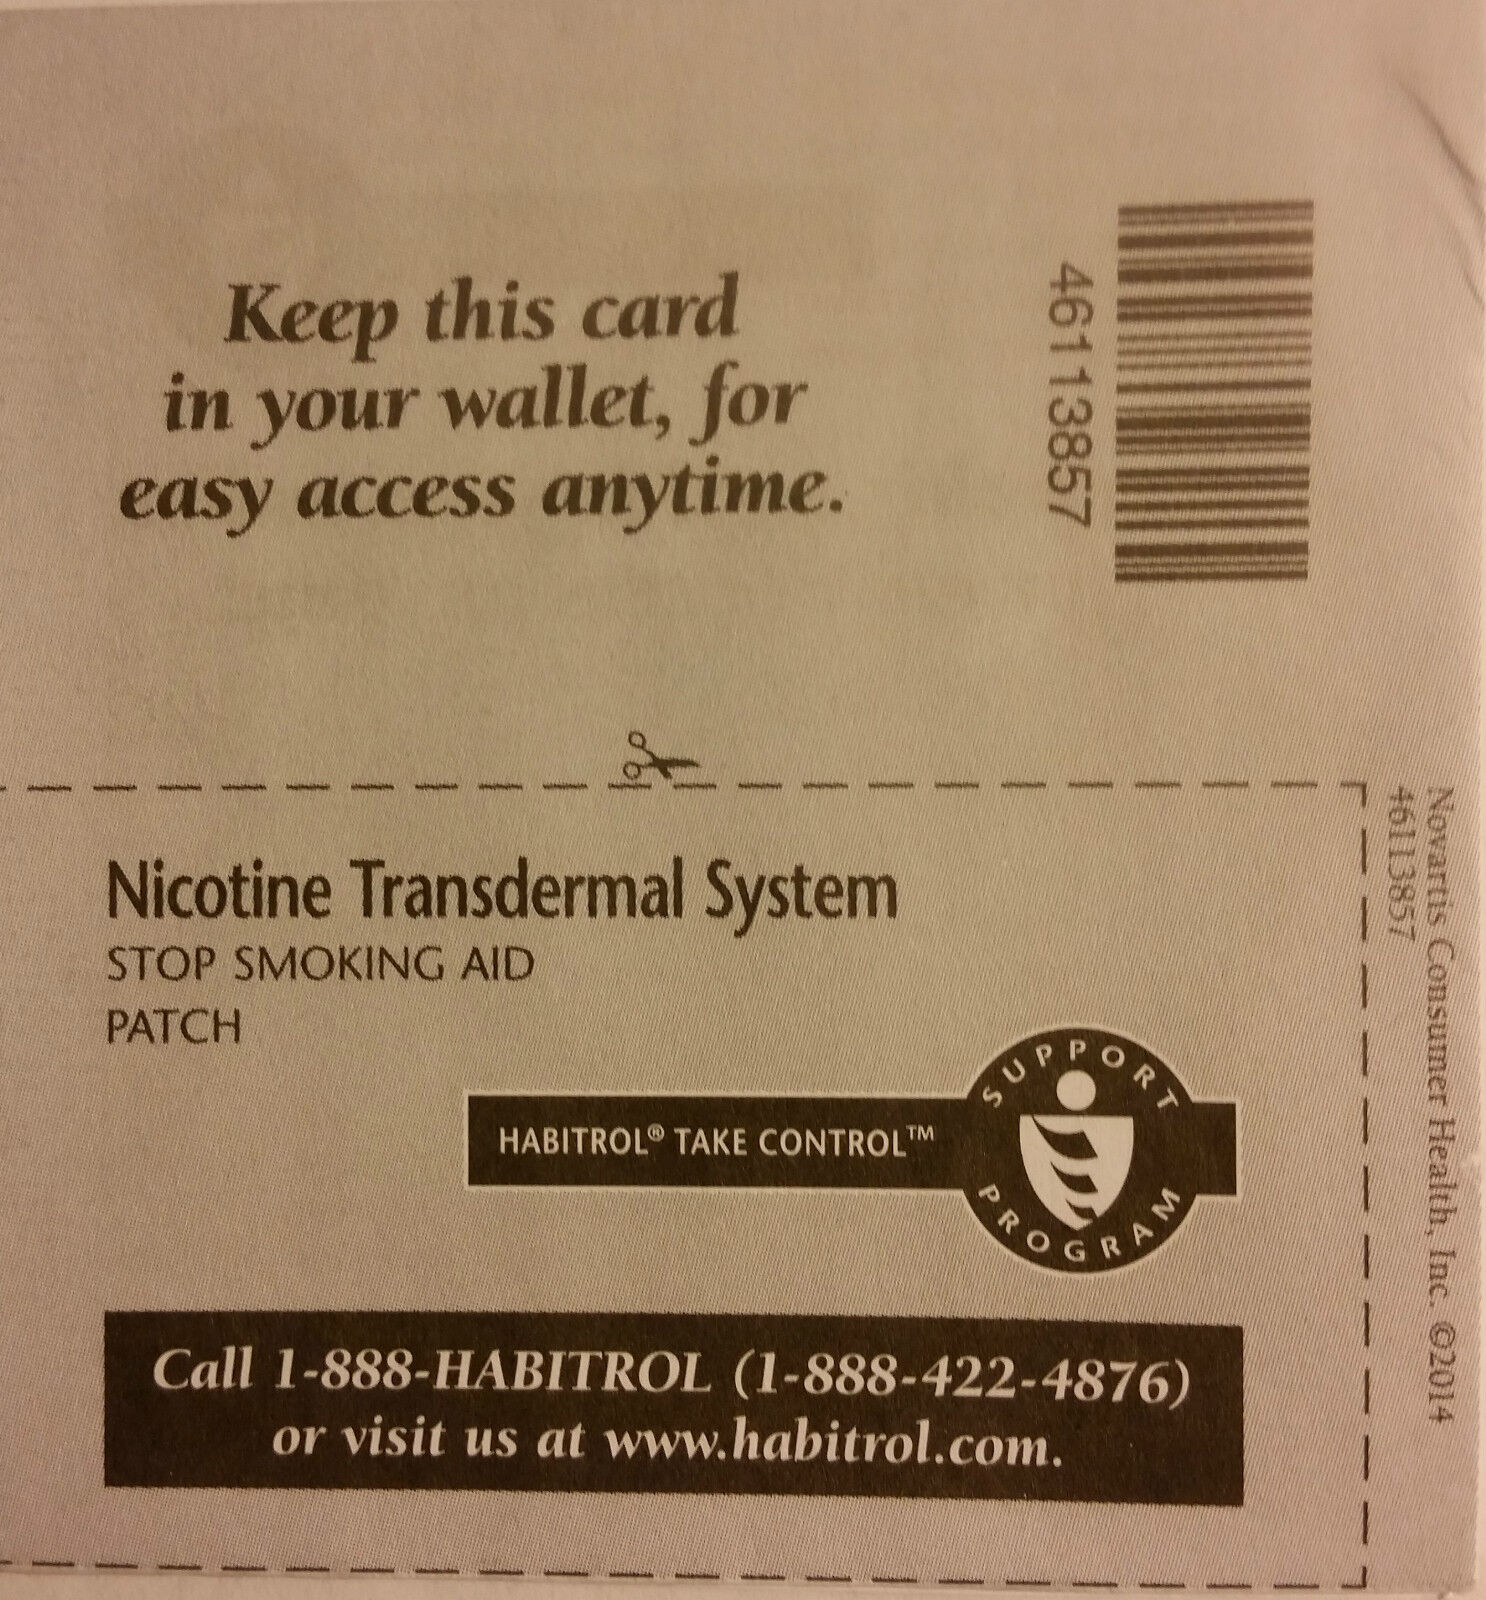 Keep this card
in your wallet, for
easy access anytime.
46113857
Nicotine Transdermal System
STOP SMOKING AID
PATCH
HABITROL® TAKE CONTROL™
SUPPORT
PROGRAM
Call 1-888-HABITROL (1-888-422-4876)
or visit us at www.habitrol.com.
Novartis Consumer Health, Inc. ©2014
46113857